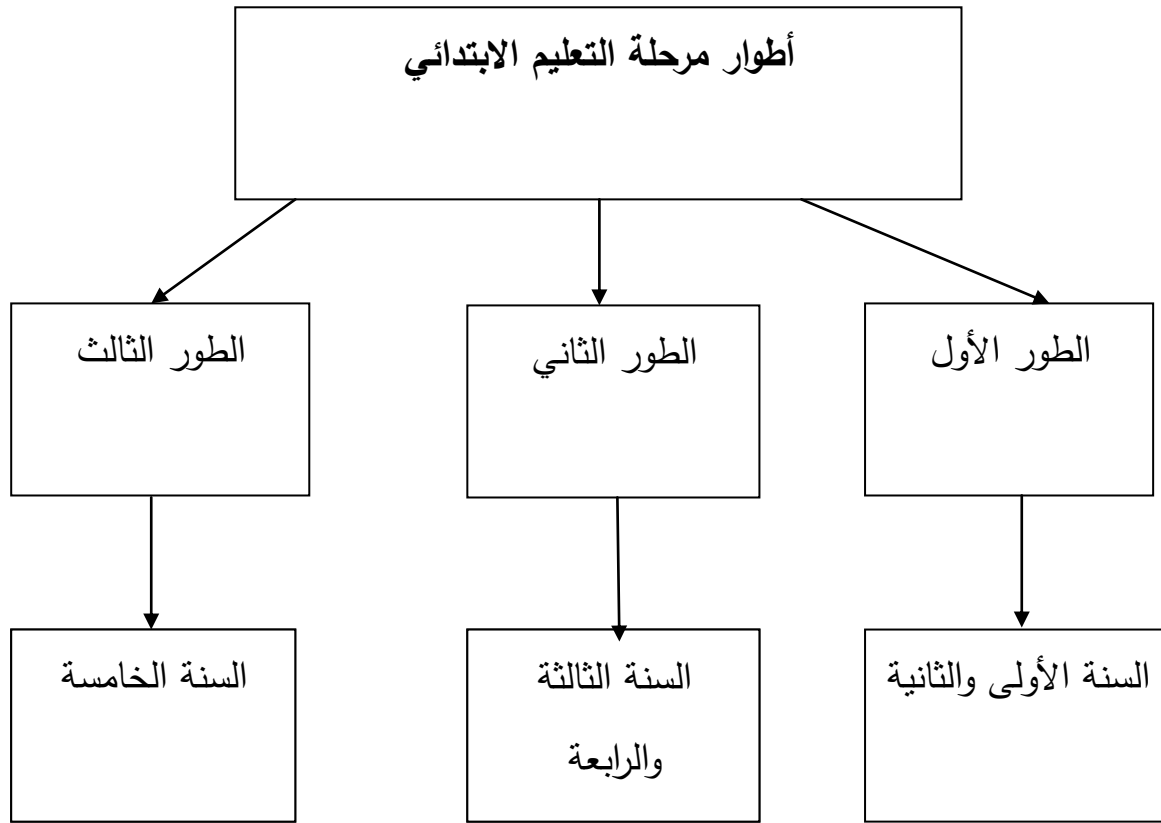 أطوار مرحلة التعليم الابتدائي
الطور الأول
الطور الثاني
الطور الثالث
السنة الأولى والثانية
السنة الثالثة
والرابعة
السنة الخامسة